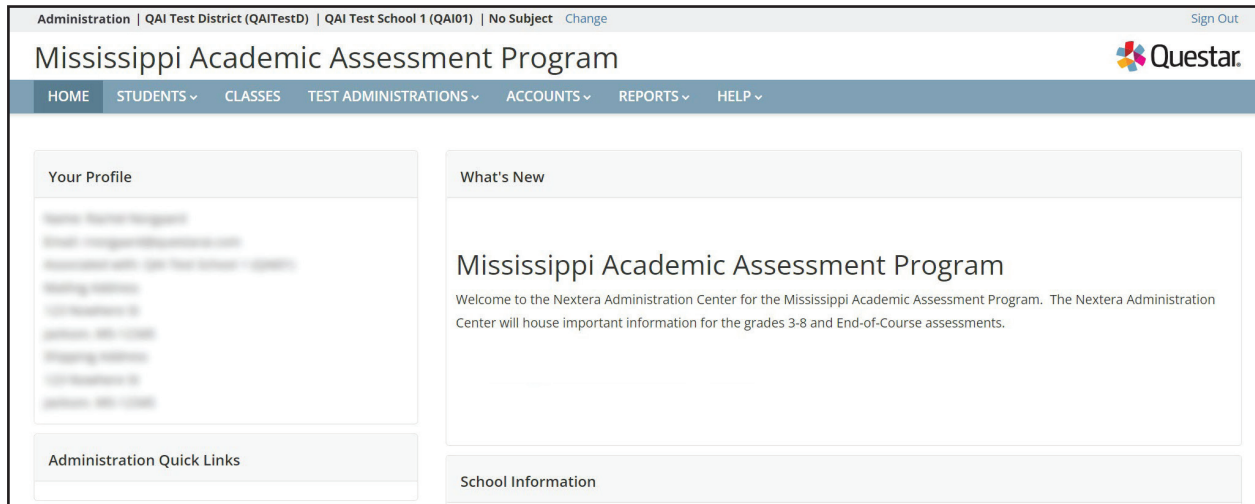 Administration | QAI Test District (QAITestD) | QAI Test School 1 (QAI01) | No Subject Change
Sign Out
Mississippi Academic Assessment Program
Questar.
HOME STUDENTS CLASSES TEST ADMINISTRATIONS ACCOUNTS REPORTS HELP
Your Profile
What's New
Mississippi Academic Assessment Program
Welcome to the Nextera Administration Center for the Mississippi Academic Assessment Program. The Nextera Administration
Center will house important information for the grades 3-8 and End-of-Course assessments.
Administration Quick Links
School Information